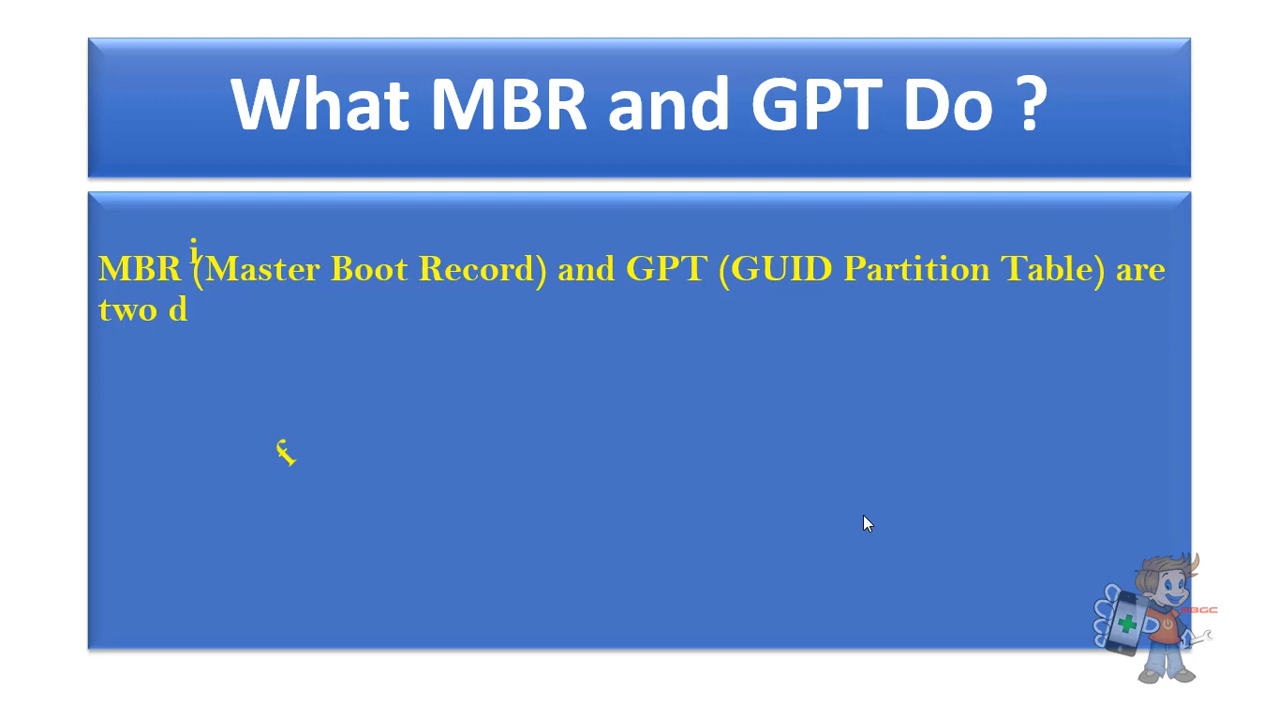 What MBR and GPT Do ?
i
MBR (Master Boot Record) and GPT (GUID Partition Table) are
two d
f